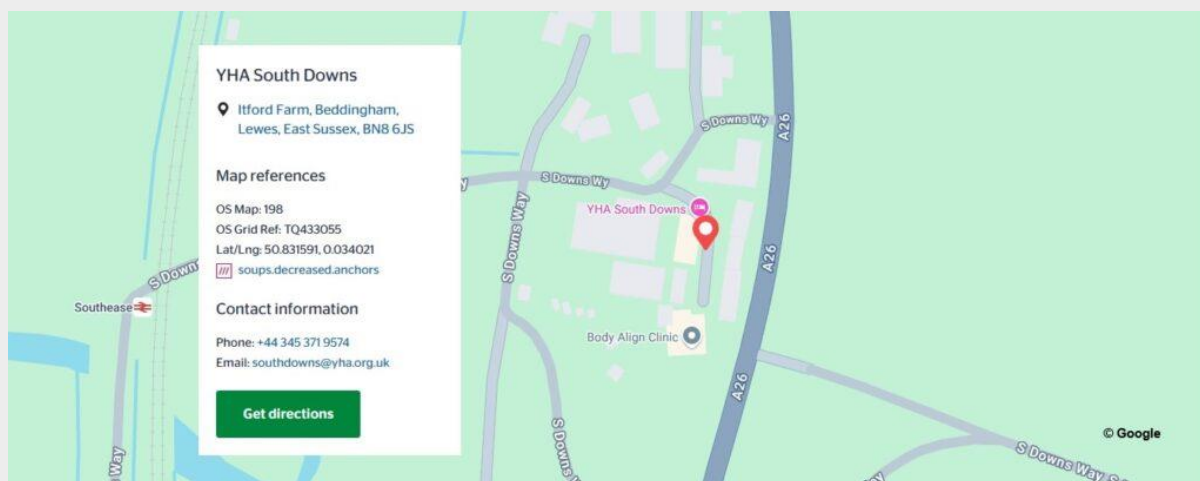 YHA South Downs
Itford Farm, Beddingham,
Lewes, East Sussex, BN8 6JS
Map references
OS Map: 198
OS Grid Ref: TQ433055
Lat/Lng: 50.831591, 0.034021
/// soups.decreased.anchors
Contact information
Phone: +44 345 371 9574
Email: southdowns@yha.org.uk
Get directions
Southease
S Down
Way
y
S Downs Wy
S Downs Way
S Downs Wy
A26
YHA South Downs
A26
Body Align Clinic
A26
S Downs W
S Downs Way
S D
© Google